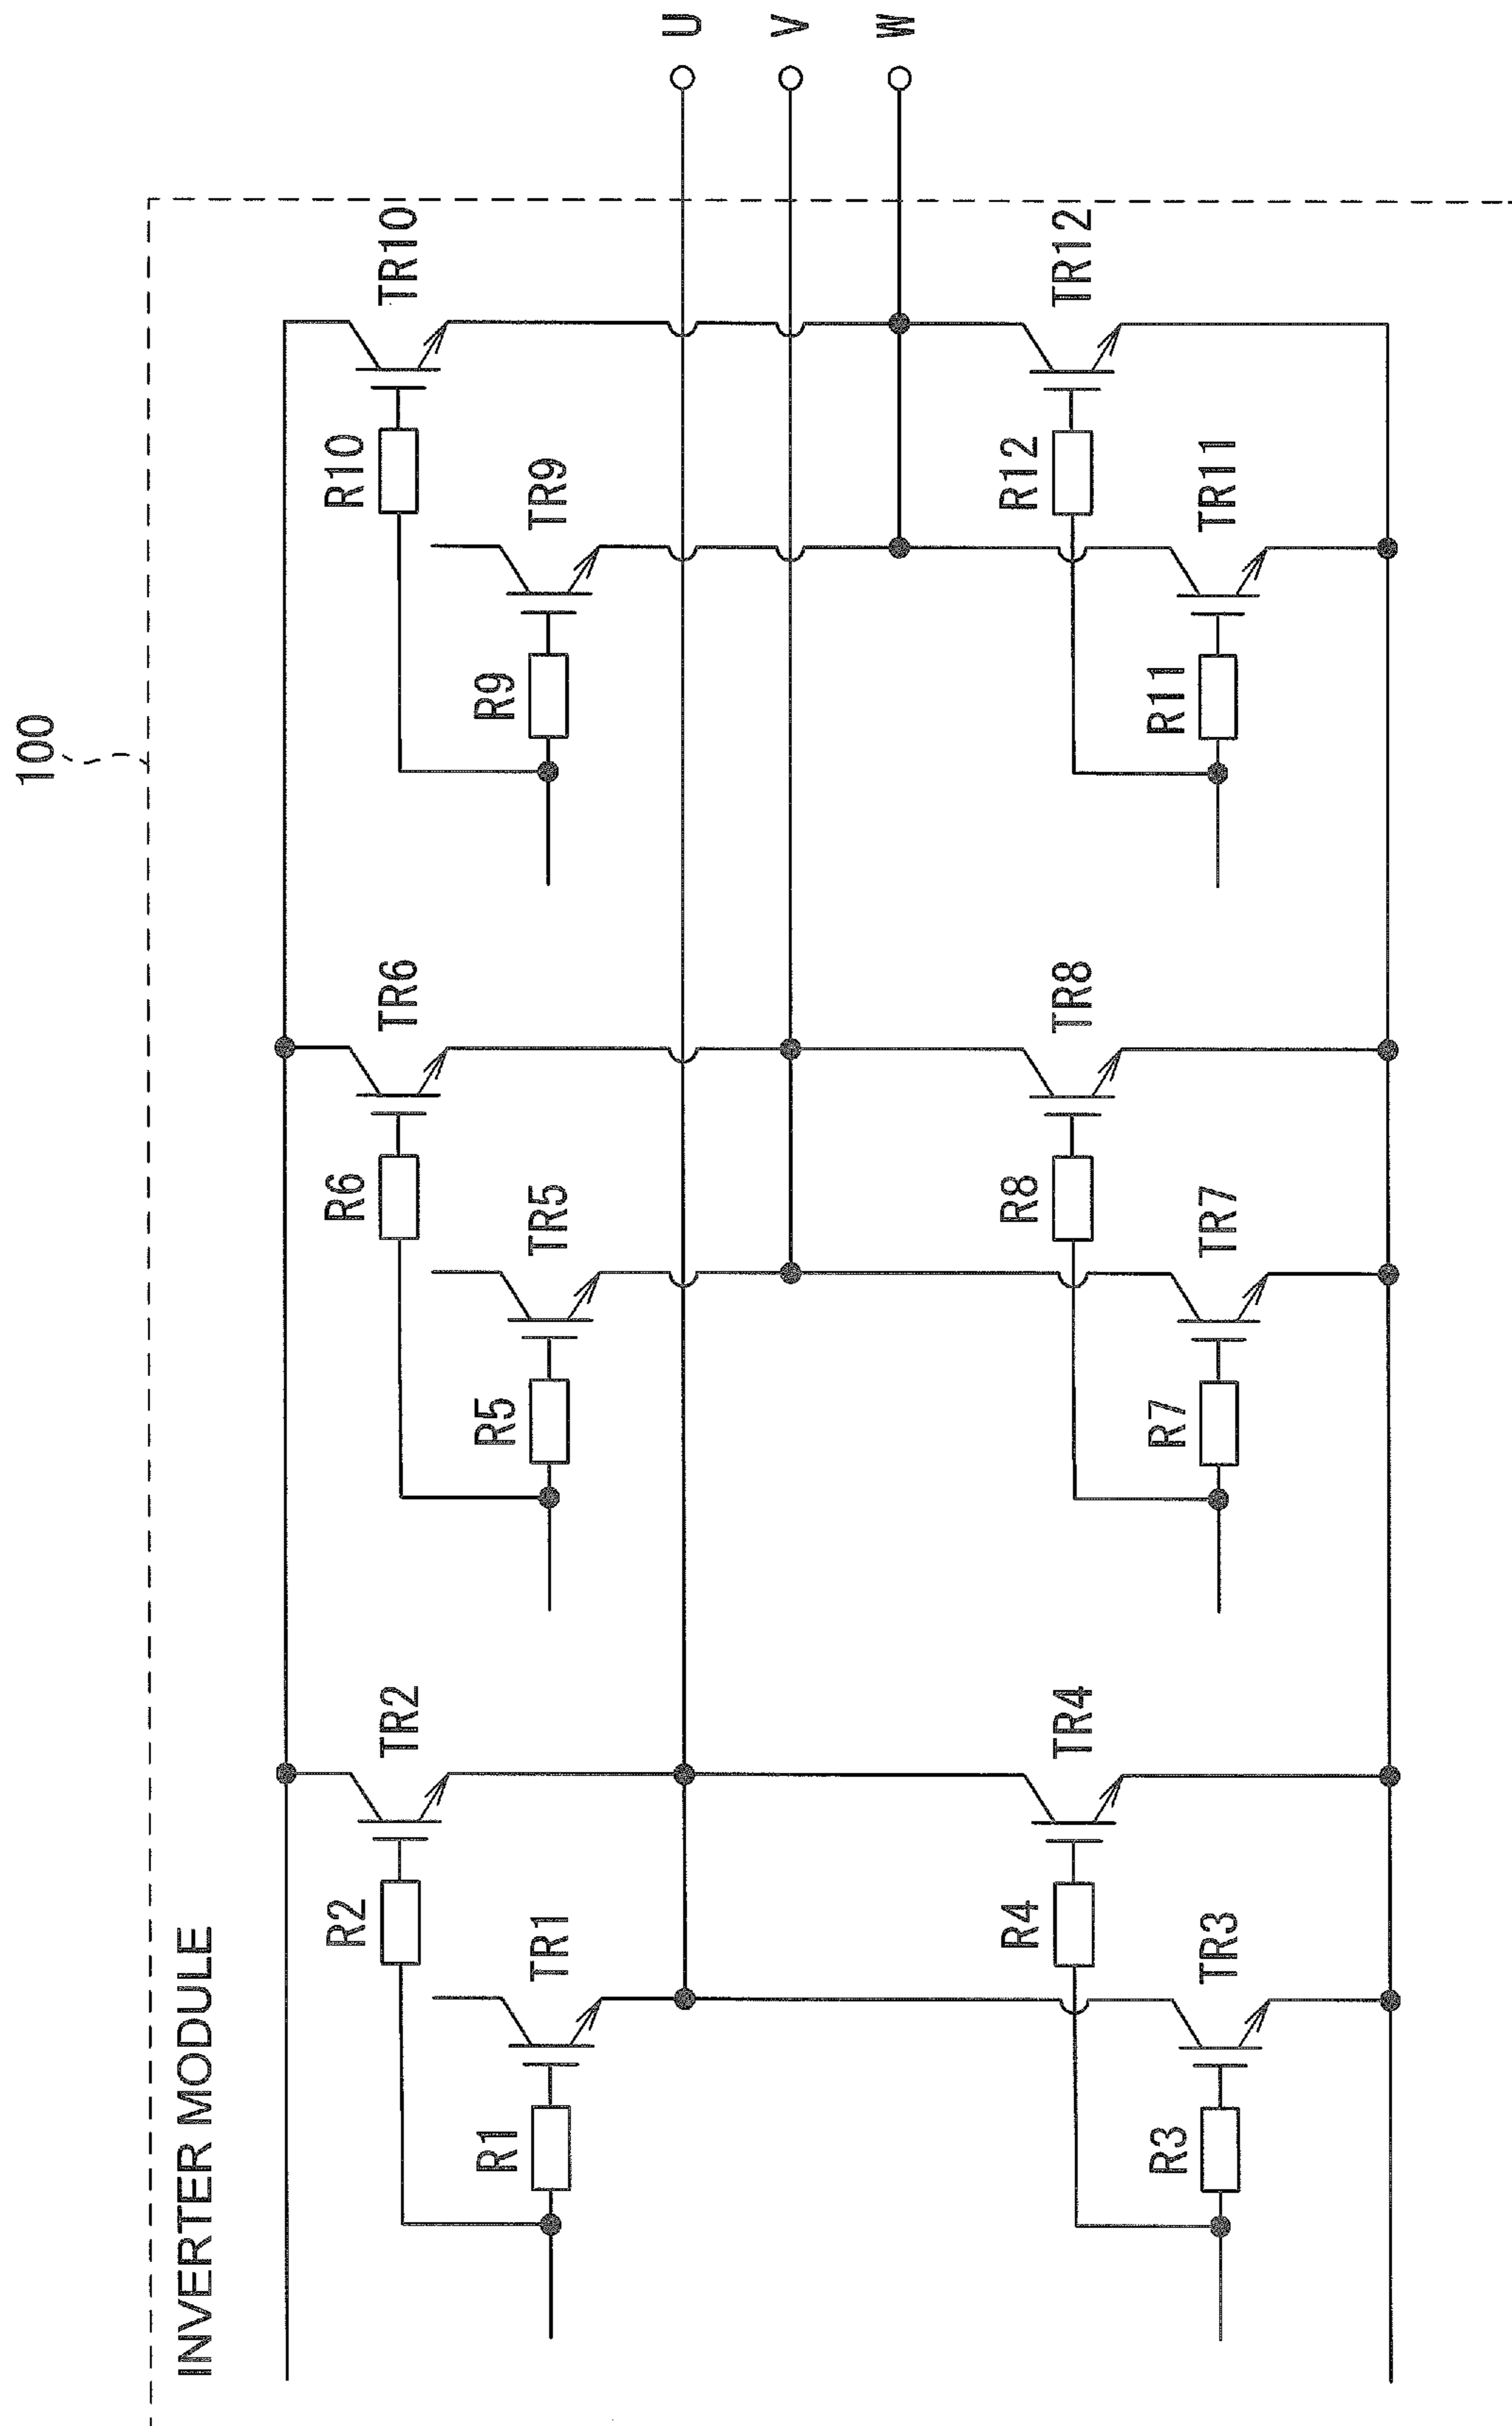 100
INVERTER MODULE
U
V
W
TR10
R10
TR9
R9
TR12
R12
TR11
R11
TR6
R6
TR5
R5
TR8
R8
TR7
R7
TR2
R2
TR1
R1
TR4
R4
TR3
R3